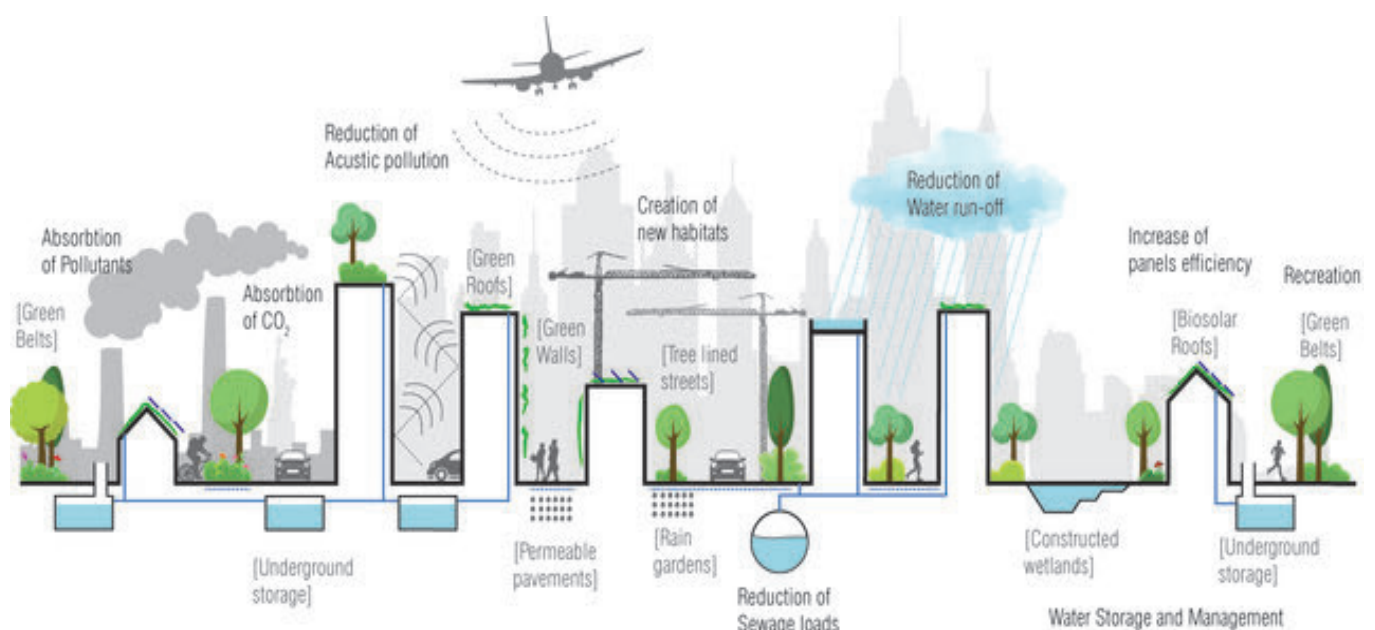 Reduction of
Acustic pollution
Creation of
new habitats
Reduction of
Water run-off
Absorbtion
of Pollutants
Absorbtion
of CO₂
Increase of
panels efficiency
Recreation
[Green
Belts]
[Green
Roofs]
[Green
Walls]
[Tree lined
streets]
[Biosolar
Roofs]
[Green
Belts]
[Underground
storage]
[Permeable
pavements]
[Rain
gardens]
Reduction of
Sewage loads
[Constructed
wetlands]
[Underground
storage]
Water Storage and Management